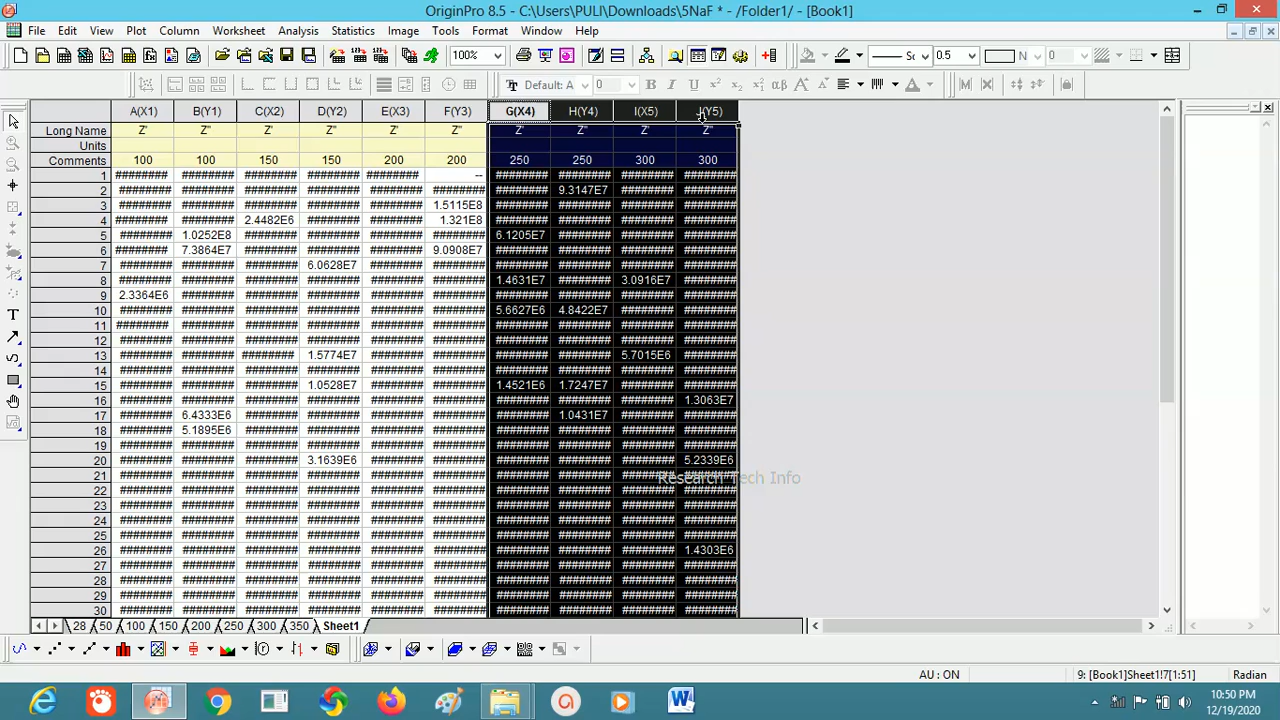 OriginPro 8.5 - C:\Users\PULI\Downloads\5NaF * - /Folder1/ - [Book1]
File Edit View Plot Column Worksheet Analysis Statistics Image Tools Format Window Help
100% 0.5 0
Default: A 0 B I U
A(X1) B(Y1) C(X2) D(Y2) E(X3) F(Y3) G(X4) H(Y4) I(X5) J(Y5)
Long Name Z' Z" Z' Z" Z' Z" Z' Z" Z' Z"
Units
Comments 100 100 150 150 200 200 250 250 300 300
1 ######## ######## ######## ######## ######## -- ######## ######## ######## ########
2 ######## ######## ######## ######## ######## ######## ######## 9.3147E7 ######## ########
3 ######## ######## ######## ######## ######## 1.5115E8 ######## ######## ######## ########
4 ######## ######## 2.4482E6 ######## ######## 1.321E8 ######## ######## ######## ########
5 ######## 1.0252E8 ######## ######## ######## ######## 6.1205E7 ######## ######## ########
6 ######## 7.3864E7 ######## ######## ######## 9.0908E7 ######## ######## ######## ########
7 ######## ######## ######## 6.0628E7 ######## ######## ######## ######## ######## ########
8 ######## ######## ######## ######## ######## ######## 1.4631E7 ######## 3.0916E7 ########
9 2.3364E6 ######## ######## ######## ######## ######## ######## ######## ######## ########
10 ######## ######## ######## ######## ######## ######## 5.6627E6 4.8422E7 ######## ########
11 ######## ######## ######## ######## ######## ######## ######## ######## ######## ########
12 ######## ######## ######## ######## ######## ######## ######## ######## ######## ########
13 ######## ######## ######## 1.5774E7 ######## ######## ######## ######## 5.7015E6 ########
14 ######## ######## ######## ######## ######## ######## ######## ######## ######## ########
15 ######## ######## ######## 1.0528E7 ######## ######## 1.4521E6 1.7247E7 ######## ########
16 ######## ######## ######## ######## ######## ######## ######## ######## ######## 1.3063E7
17 ######## 6.4333E6 ######## ######## ######## ######## ######## 1.0431E7 ######## ########
18 ######## 5.1895E6 ######## ######## ######## ######## ######## ######## ######## ########
19 ######## ######## ######## ######## ######## ######## ######## ######## ######## ########
20 ######## ######## ######## 3.1639E6 ######## ######## ######## ######## ######## 5.2339E6
21 ######## ######## ######## ######## ######## ######## ######## ######## ######## ########
Research Tech Info
22 ######## ######## ######## ######## ######## ######## ######## ######## ######## ########
23 ######## ######## ######## ######## ######## ######## ######## ######## ######## ########
24 ######## ######## ######## ######## ######## ######## ######## ######## ######## ########
25 ######## ######## ######## ######## ######## ######## ######## ######## ######## ########
26 ######## ######## ######## ######## ######## ######## ######## ######## ######## 1.4303E6
27 ######## ######## ######## ######## ######## ######## ######## ######## ######## ########
28 ######## ######## ######## ######## ######## ######## ######## ######## ######## ########
29 ######## ######## ######## ######## ######## ######## ######## ######## ######## ########
30 ######## ######## ######## ######## ######## ######## ######## ######## ######## ########
28 50 100 150 200 250 300 350 Sheet1
AU : ON 9: [Book1]Sheet1!7[1:51] Radian
10:50 PM
12/19/2020